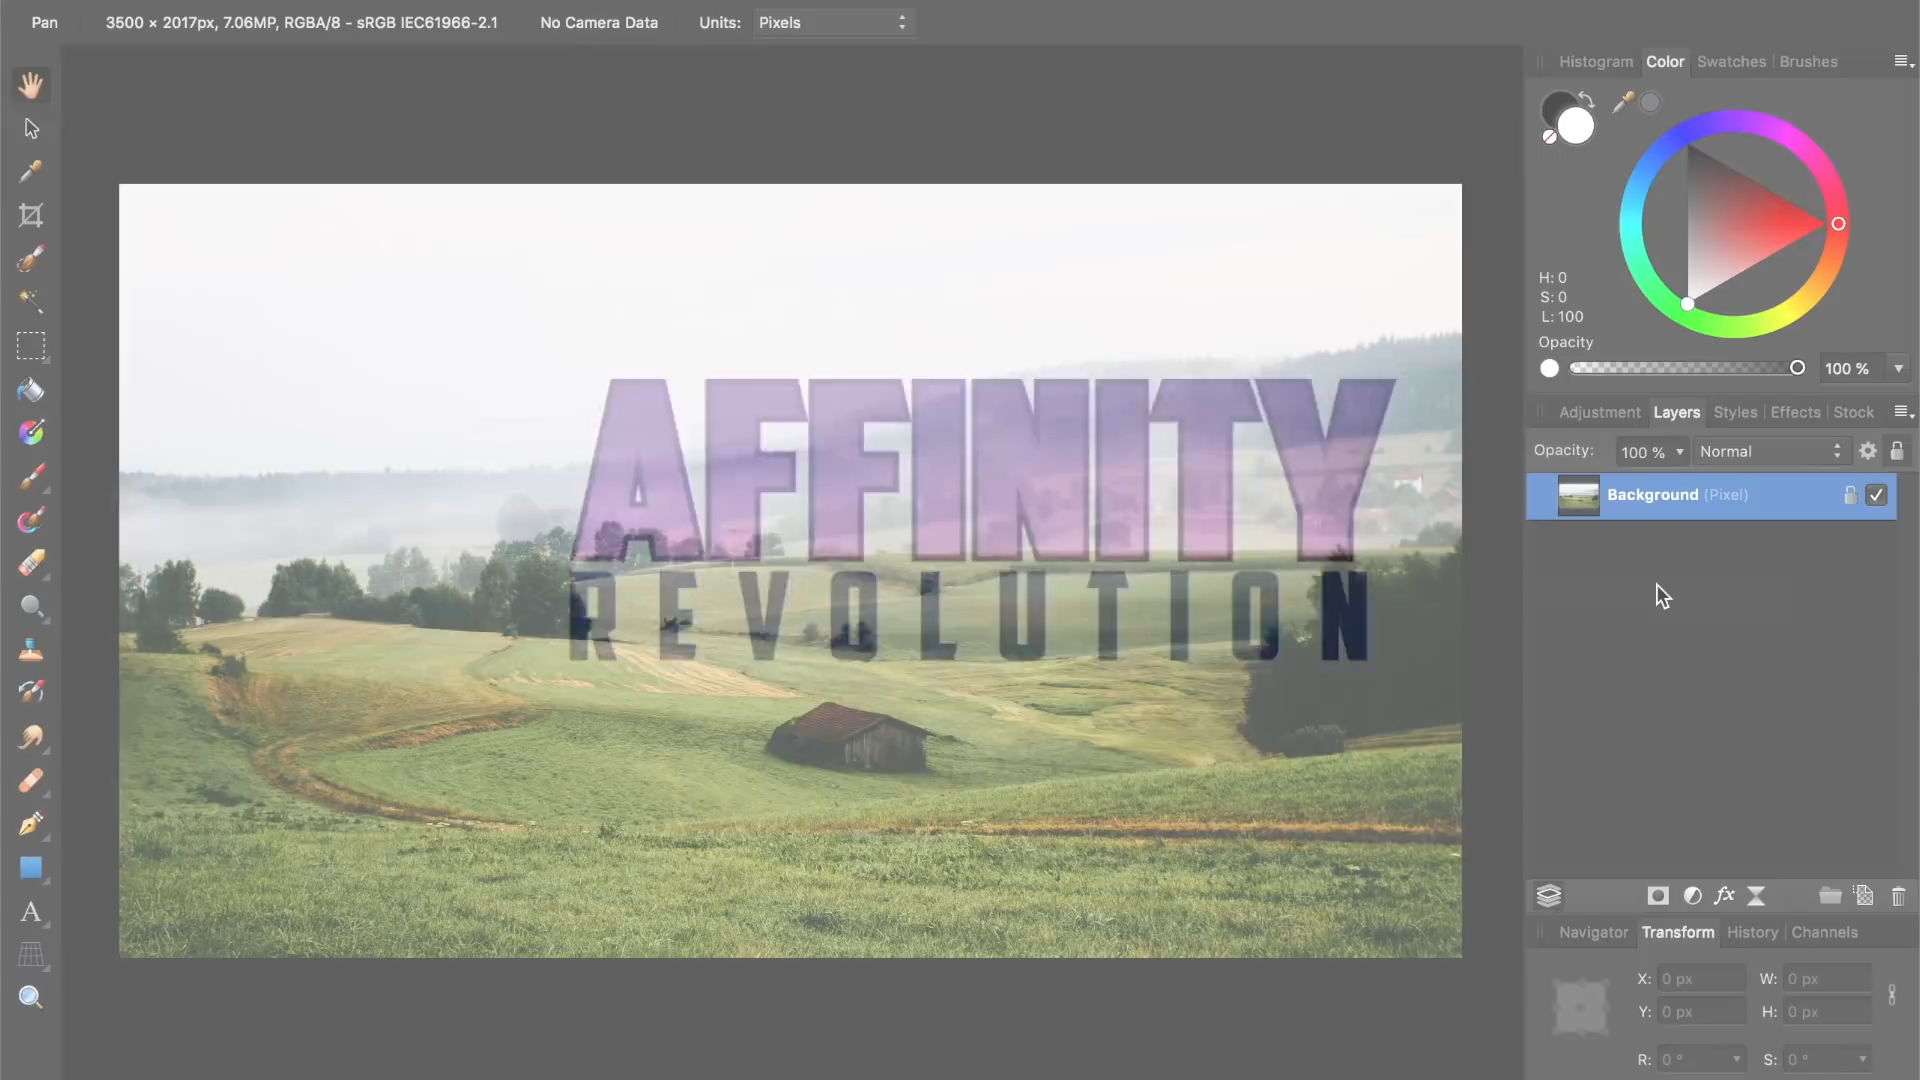 Pan
3500 × 2017px, 7.06MP, RGBA/8 - sRGB IEC61966-2.1
No Camera Data
Units:
Pixels
Histogram
Color
Swatches
Brushes
H: 0
S: 0
L: 100
Opacity
100 %
Adjustment
Layers
Styles
Effects
Stock
Opacity:
100 %
Normal
Background (Pixel)
AFFINITY
REVOLUTION
fx
A
Navigator
Transform
History
Channels
X: 0 px
W: 0 px
Y: 0 px
H: 0 px
R: 0 °
S: 0 °